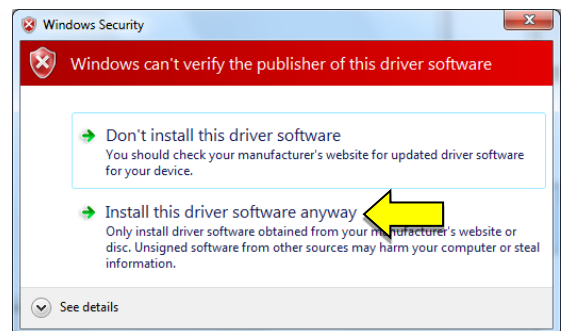 Windows Security
Windows can't verify the publisher of this driver software
Don't install this driver software
You should check your manufacturer's website for updated driver software
for your device.
Install this driver software anyway
Only install driver software obtained from your manufacturer's website or
disc. Unsigned software from other sources may harm your computer or steal
information.
See details